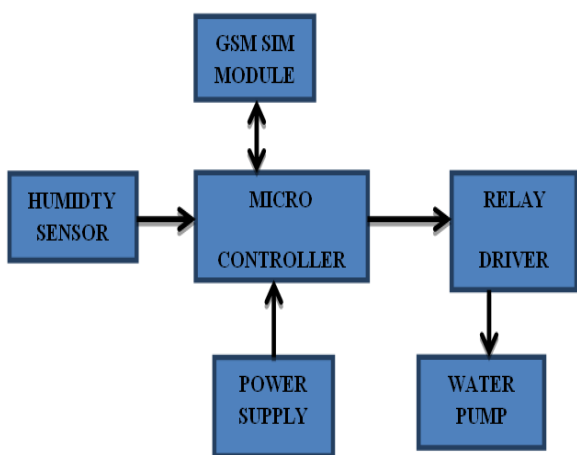 GSM SIM
MODULE
HUMIDTY
SENSOR
MICRO
CONTROLLER
RELAY
DRIVER
POWER
SUPPLY
WATER
PUMP